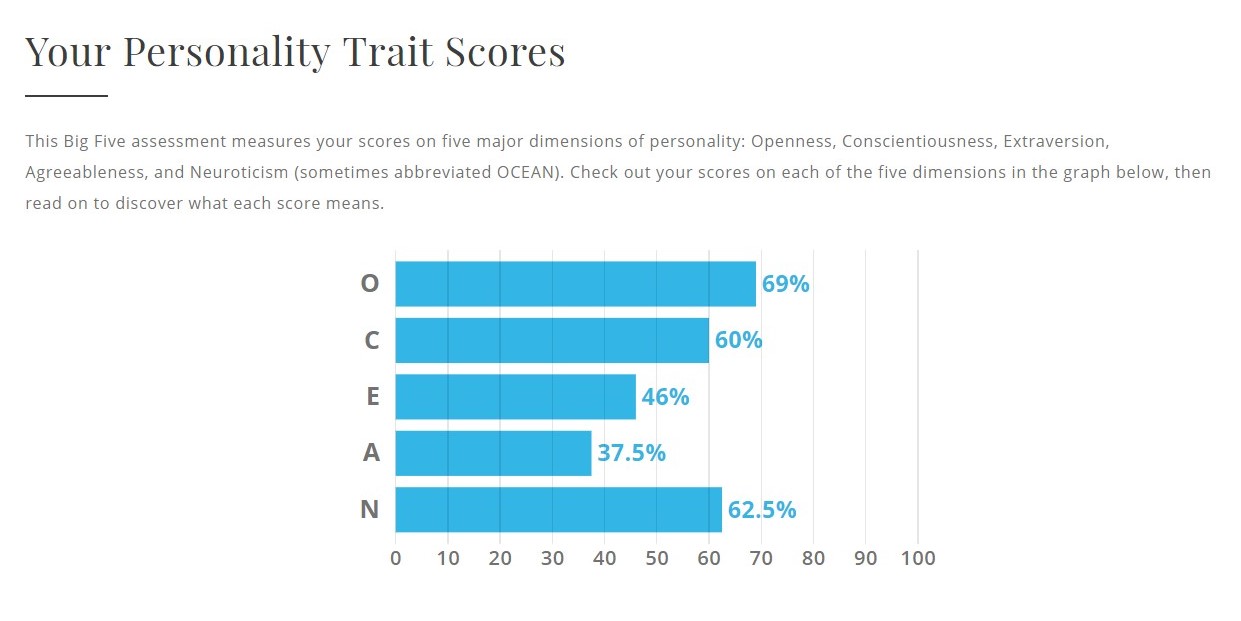 Your Personality Trait Scores
This Big Five assessment measures your scores on five major dimensions of personality: Openness, Conscientiousness, Extraversion,
Agreeableness, and Neuroticism (sometimes abbreviated OCEAN). Check out your scores on each of the five dimensions in the graph below, then
read on to discover what each score means.
O 69%
C 60%
E 46%
A 37.5%
N 62.5%
0 10 20 30 40 50 60 70 80 90 100